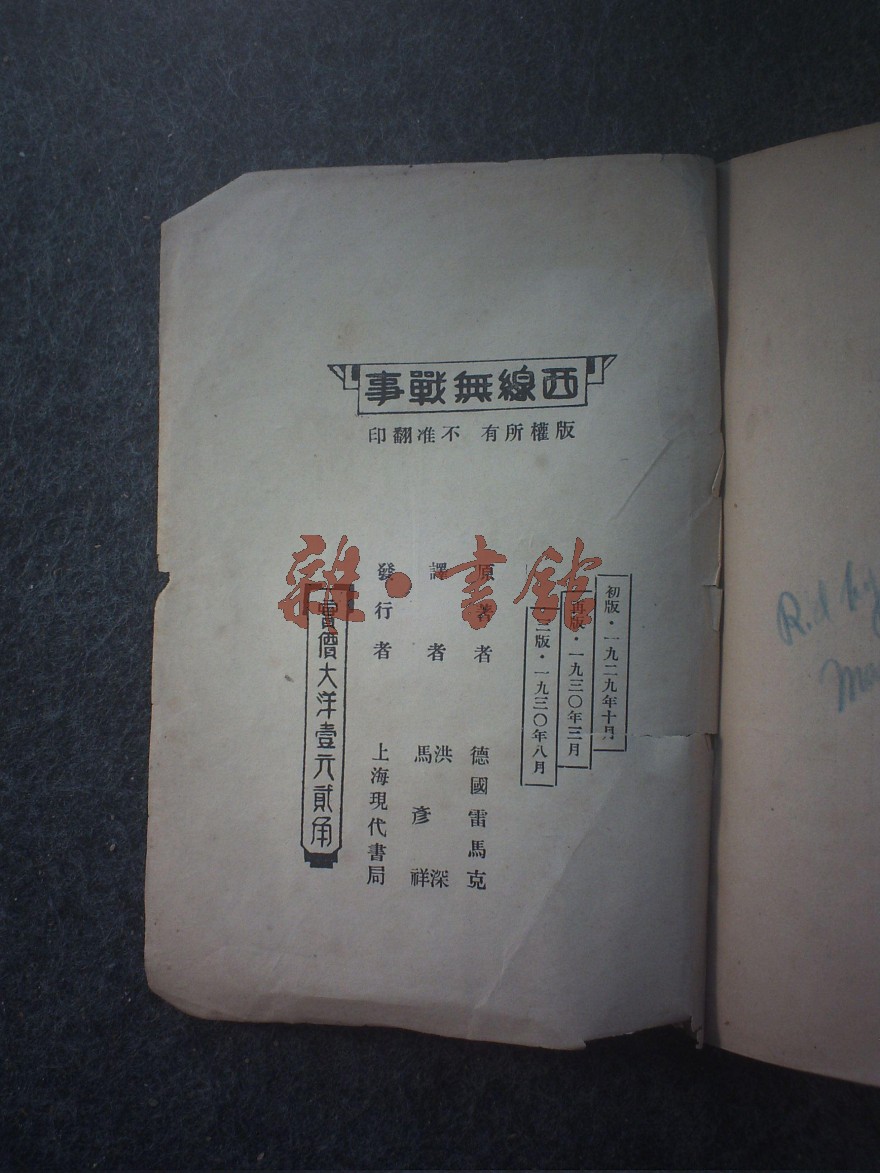 西線無戰事
版權所有 不准翻印
初版·一九二九年十月
再版·一九三〇年三月
三版·一九三〇年八月
原著者 德國雷馬克
譯者 洪深 馬彥祥
發行者 上海現代書局
實價大洋壹元貳角
雜·書館
R.d by